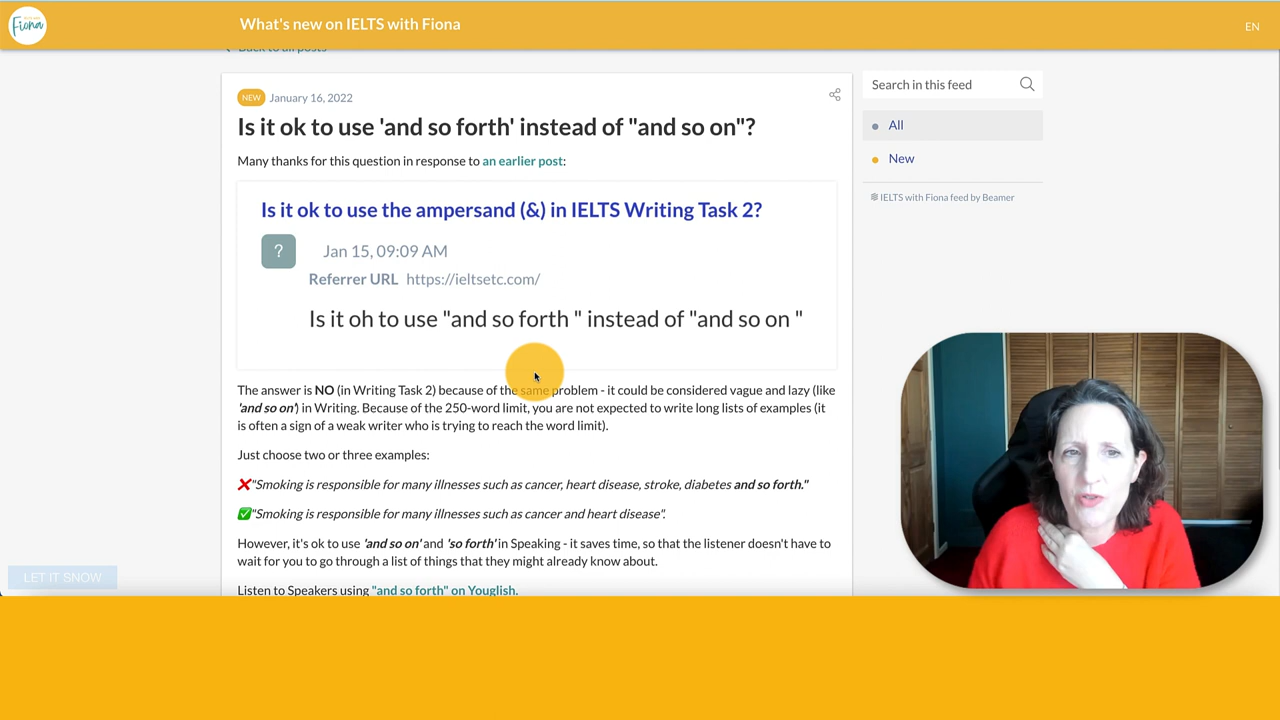 Fiona
What's new on IELTS with Fiona
EN
Back to all posts
NEW January 16, 2022
Is it ok to use 'and so forth' instead of "and so on"?
Many thanks for this question in response to an earlier post:
Is it ok to use the ampersand (&) in IELTS Writing Task 2?
? Jan 15, 09:09 AM
Referrer URL https://ieltsetc.com/
Is it oh to use "and so forth " instead of "and so on "
The answer is NO (in Writing Task 2) because of the same problem - it could be considered vague and lazy (like
'and so on') in Writing. Because of the 250-word limit, you are not expected to write long lists of examples (it
is often a sign of a weak writer who is trying to reach the word limit).
Just choose two or three examples:
❌"Smoking is responsible for many illnesses such as cancer, heart disease, stroke, diabetes and so forth."
✅"Smoking is responsible for many illnesses such as cancer and heart disease".
However, it's ok to use 'and so on' and 'so forth' in Speaking - it saves time, so that the listener doesn't have to
wait for you to go through a list of things that they might already know about.
Listen to Speakers using "and so forth" on Youglish.
Search in this feed
All
New
IELTS with Fiona feed by Beamer
LET IT SNOW